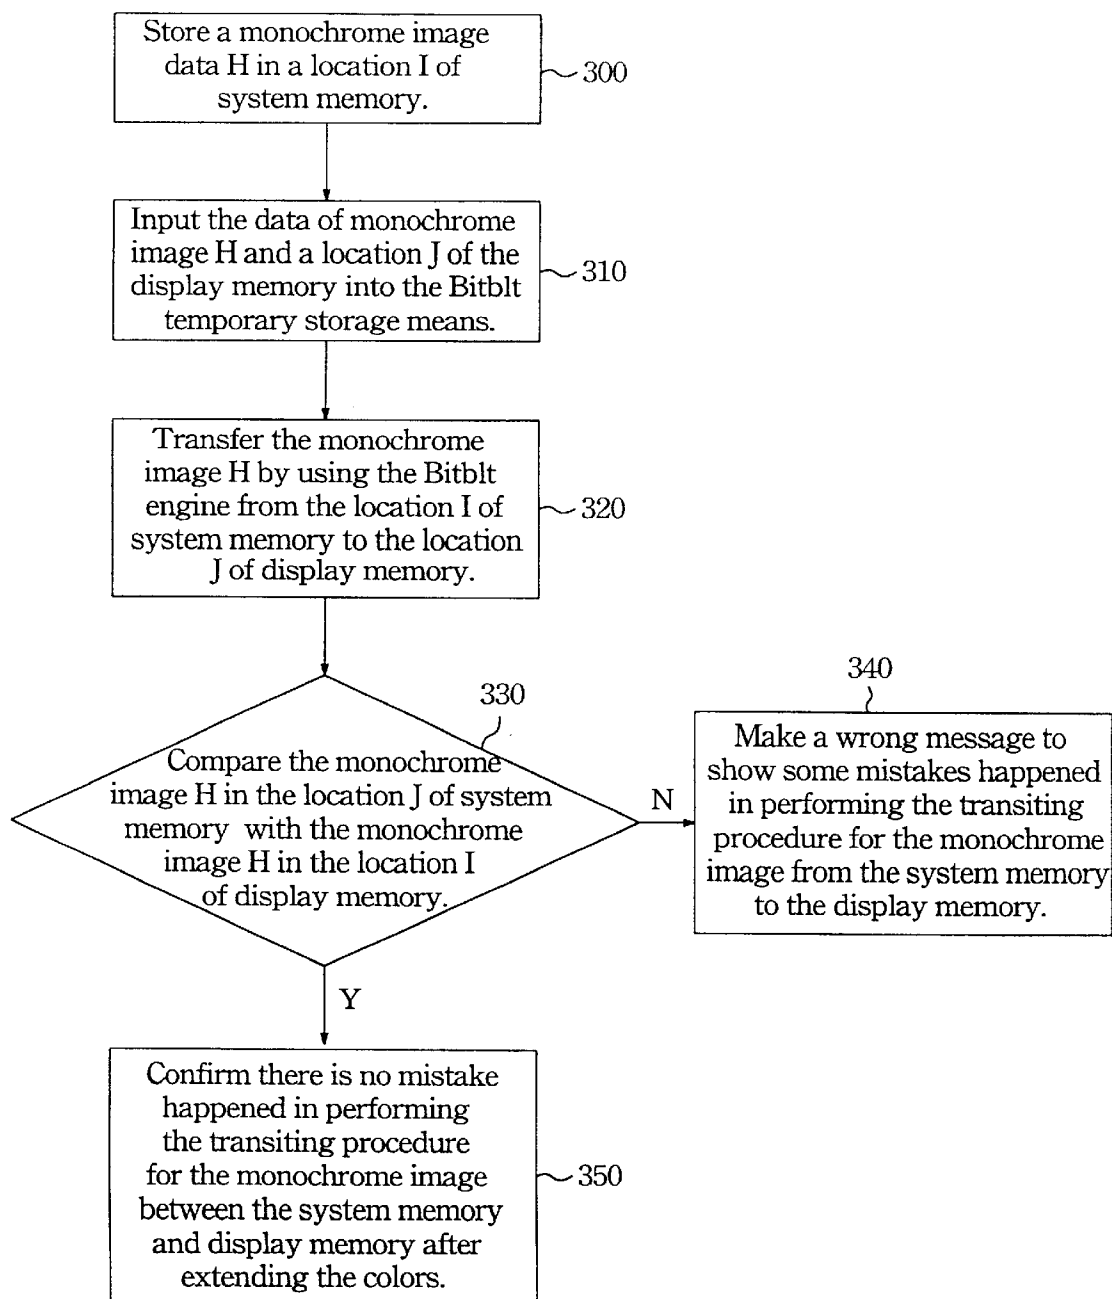 Store a monochrome image
data H in a location I of
system memory.
300
Input the data of monochrome
image H and a location J of the
display memory into the Bitblt
temporary storage means.
310
Transfer the monochrome
image H by using the Bitblt
engine from the location I of
system memory to the location
J of display memory.
320
330
Compare the monochrome
image H in the location J of system
memory with the monochrome
image H in the location I
of display memory.
N
340
Make a wrong message to
show some mistakes happened
in performing the transiting
procedure for the monochrome
image from the system memory
to the display memory.
Y
Confirm there is no mistake
happened in performing
the transiting procedure
for the monochrome image
between the system memory
and display memory after
extending the colors.
350